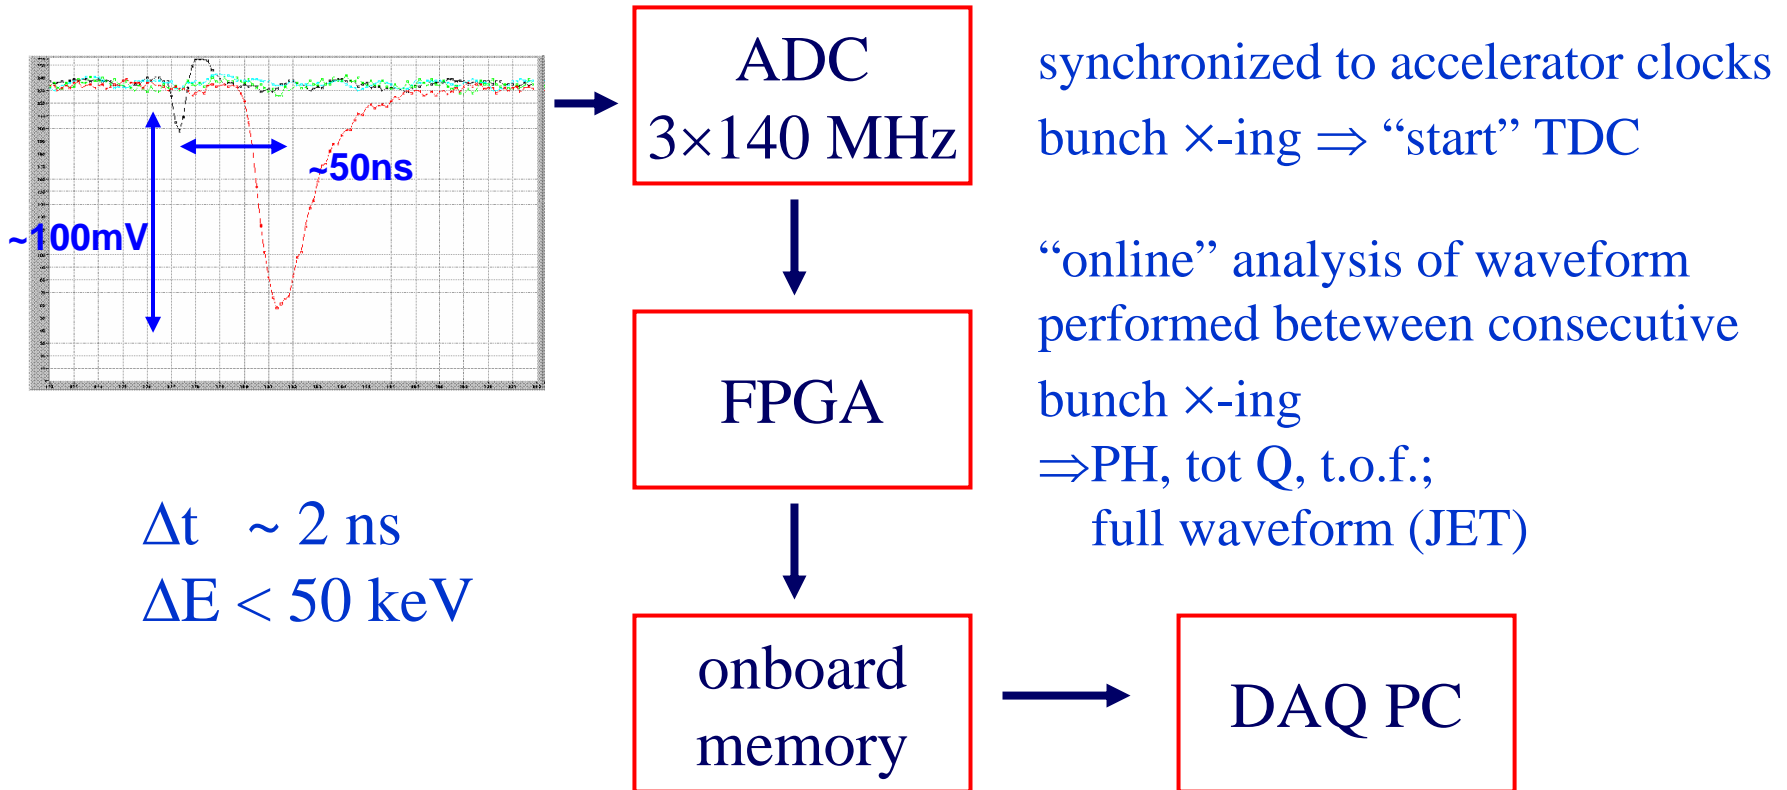 ~50ns
~100mV
Δt ~ 2 ns
ΔE < 50 keV
ADC
3×140 MHz
synchronized to accelerator clocks
bunch ×-ing ⇒ “start” TDC
FPGA
“online” analysis of waveform
performed beteween consecutive
bunch ×-ing
⇒PH, tot Q, t.o.f.;
full waveform (JET)
onboard
memory
DAQ PC